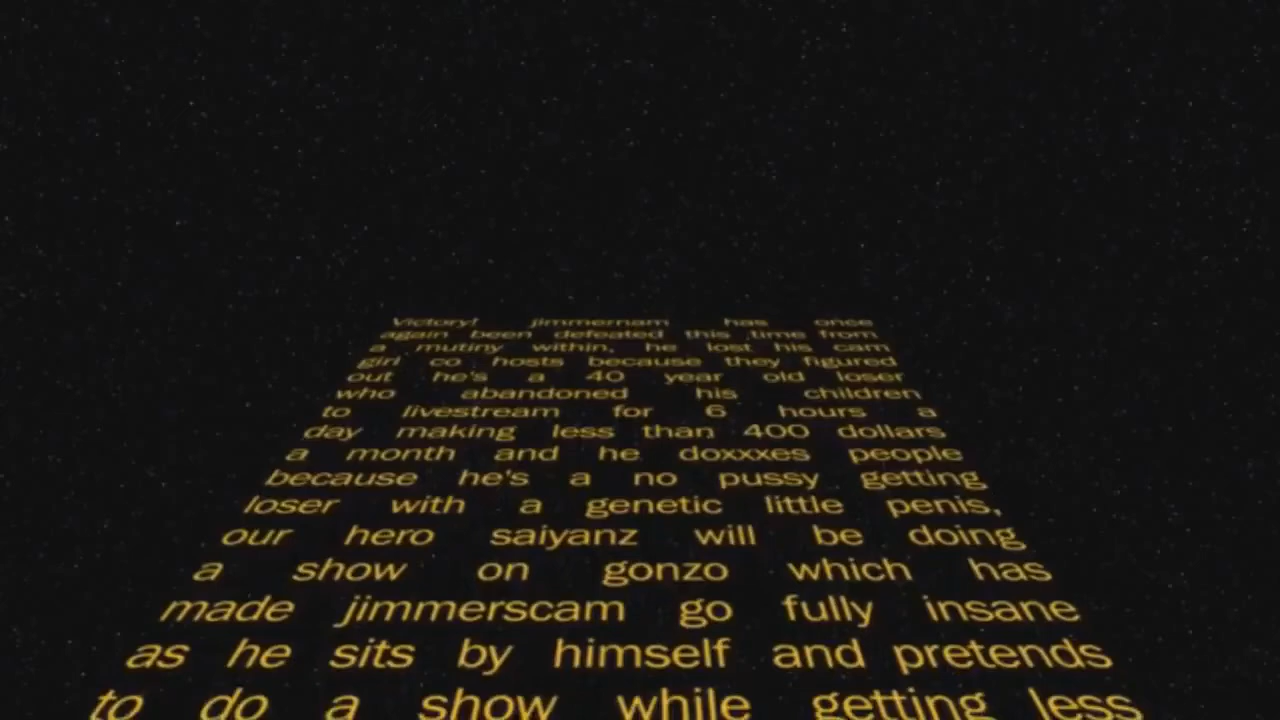 Victory! jimmernam has once
again been defeated this time from
a mutiny within, he lost his cam
girl co hosts because they figured
out he's a 40 year old loser
who abandoned his children
to livestream for 6 hours a
day making less than 400 dollars
a month and he doxxxes people
because he's a no pussy getting
loser with a genetic little penis,
our hero saiyanz will be doing
a show on gonzo which has
made jimmerscam go fully insane
as he sits by himself and pretends
to do a show while getting less